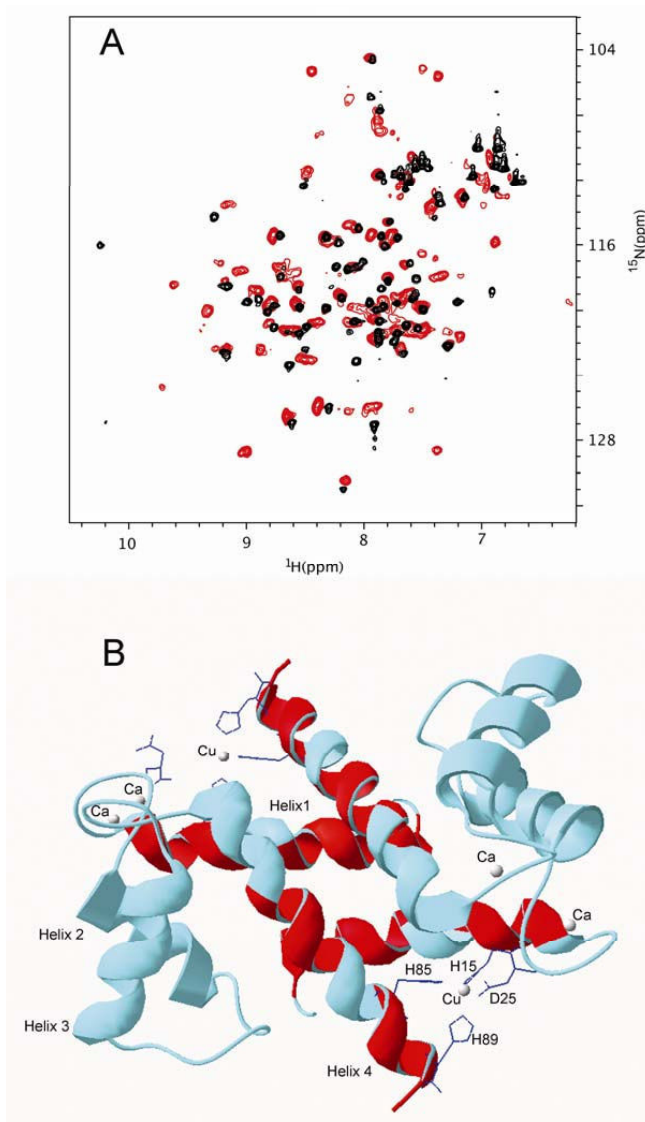 A
104
116
128
15N(ppm)
10
9
8
7
1H(ppm)
B
Cu
Ca
Ca
Helix1
Ca
Ca
Helix 2
H85
H15
Cu
D25
Helix 3
H89
Helix 4